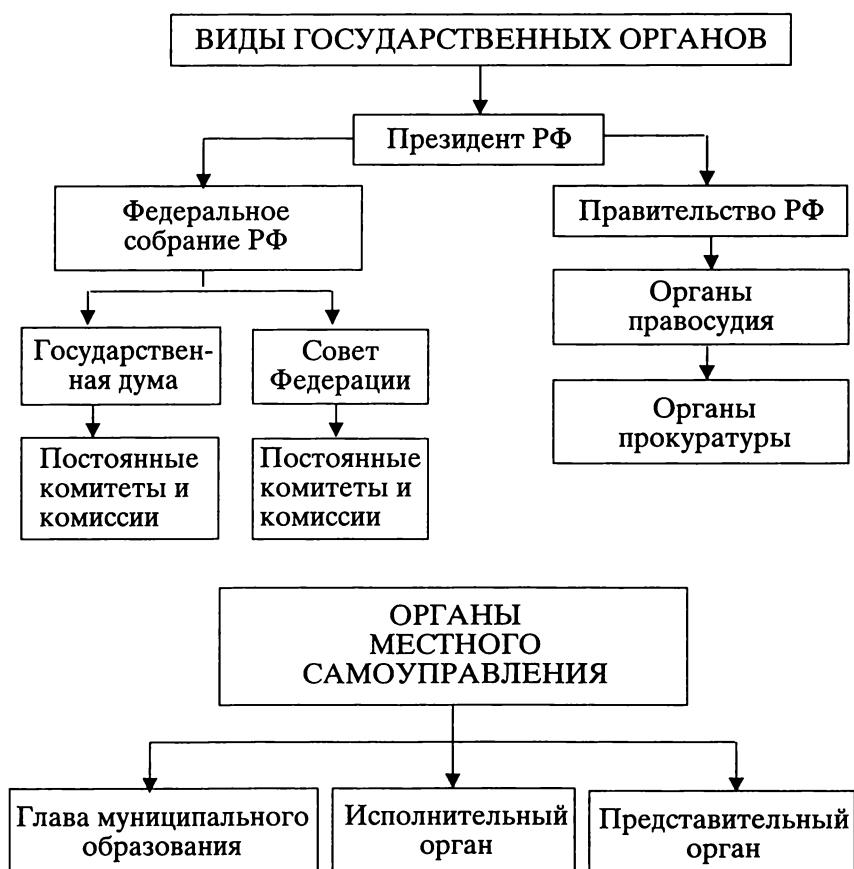 ВИДЫ ГОСУДАРСТВЕННЫХ ОРГАНОВ
Президент РФ
Федеральное
собрание РФ
Правительство РФ
Органы
правосудия
Государствен-
ная дума
Совет
Федерации
Органы
прокуратуры
Постоянные
комитеты и
комиссии
Постоянные
комитеты и
комиссии
ОРГАНЫ
МЕСТНОГО
САМОУПРАВЛЕНИЯ
Глава муниципального
образования
Исполнительный
орган
Представительный
орган